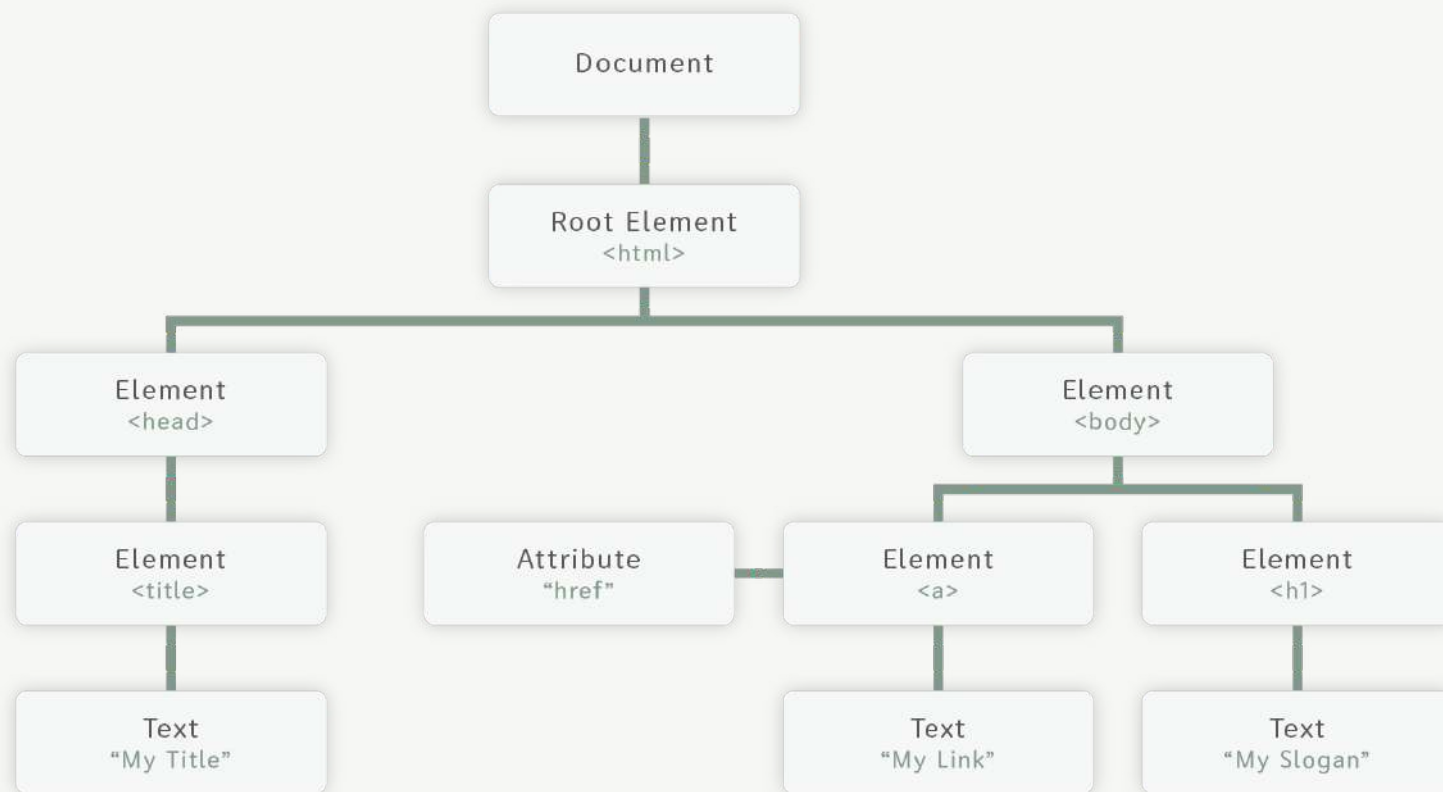 Document
Root Element
<html>
Element
<head>
Element
<body>
Element
<title>
Attribute
“href”
Element
<a>
Element
<h1>
Text
“My Title”
Text
“My Link”
Text
“My Slogan”